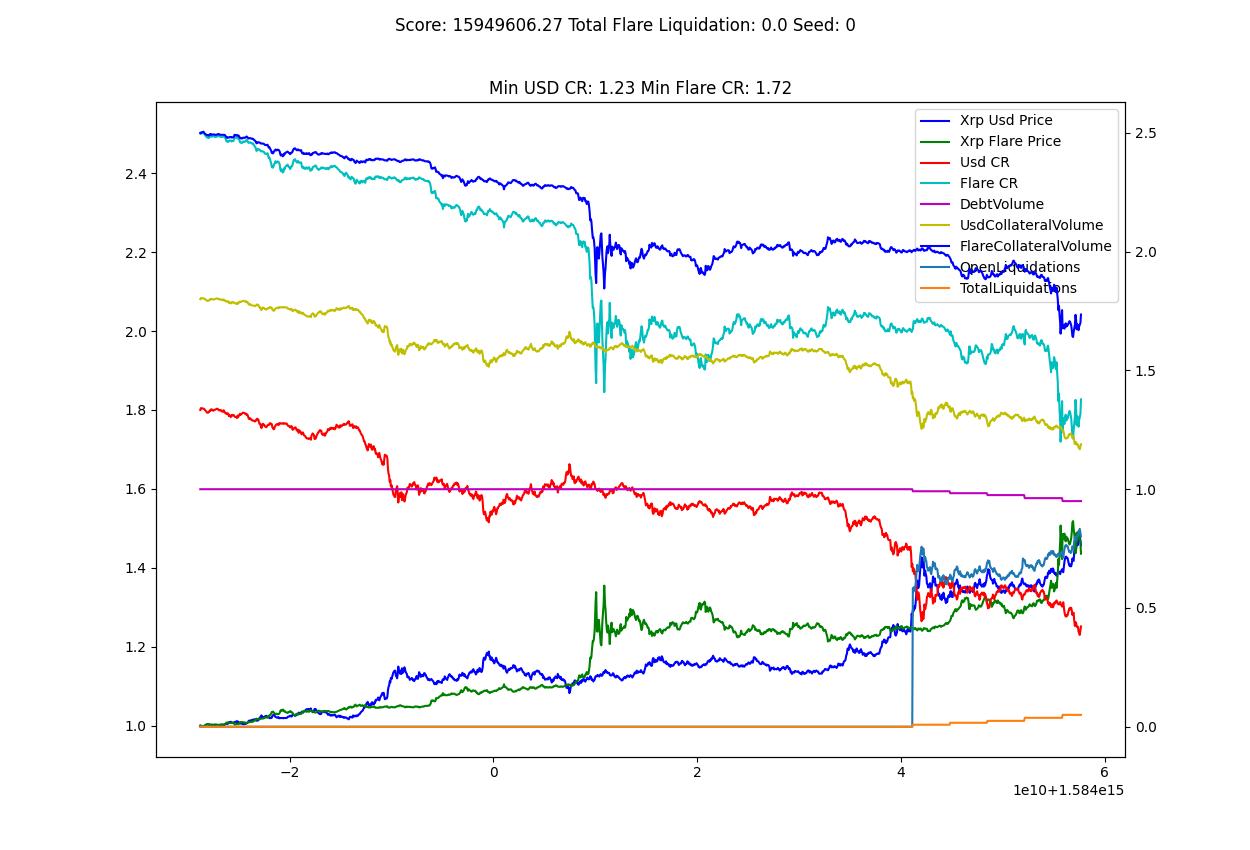 Score: 15949606.27 Total Flare Liquidation: 0.0 Seed: 0
Min USD CR: 1.23 Min Flare CR: 1.72
Xrp Usd Price
Xrp Flare Price
Usd CR
Flare CR
DebtVolume
UsdCollateralVolume
FlareCollateralVolume
OpenLiquidations
TotalLiquidations
2.4
2.2
2.0
1.8
1.6
1.4
1.2
1.0
2.5
2.0
1.5
1.0
0.5
0.0
−2
0
2
4
6
1e10+1.584e15